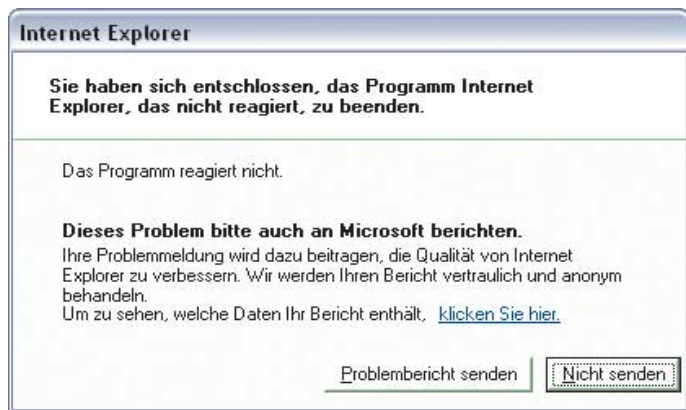 Internet Explorer
Sie haben sich entschlossen, das Programm Internet
Explorer, das nicht reagiert, zu beenden.
Das Programm reagiert nicht.
Dieses Problem bitte auch an Microsoft berichten.
Ihre Problemmeldung wird dazu beitragen, die Qualität von Internet
Explorer zu verbessern. Wir werden Ihren Bericht vertraulich und anonym
behandeln.
Um zu sehen, welche Daten Ihr Bericht enthält, klicken Sie hier.
Problembericht senden Nicht senden